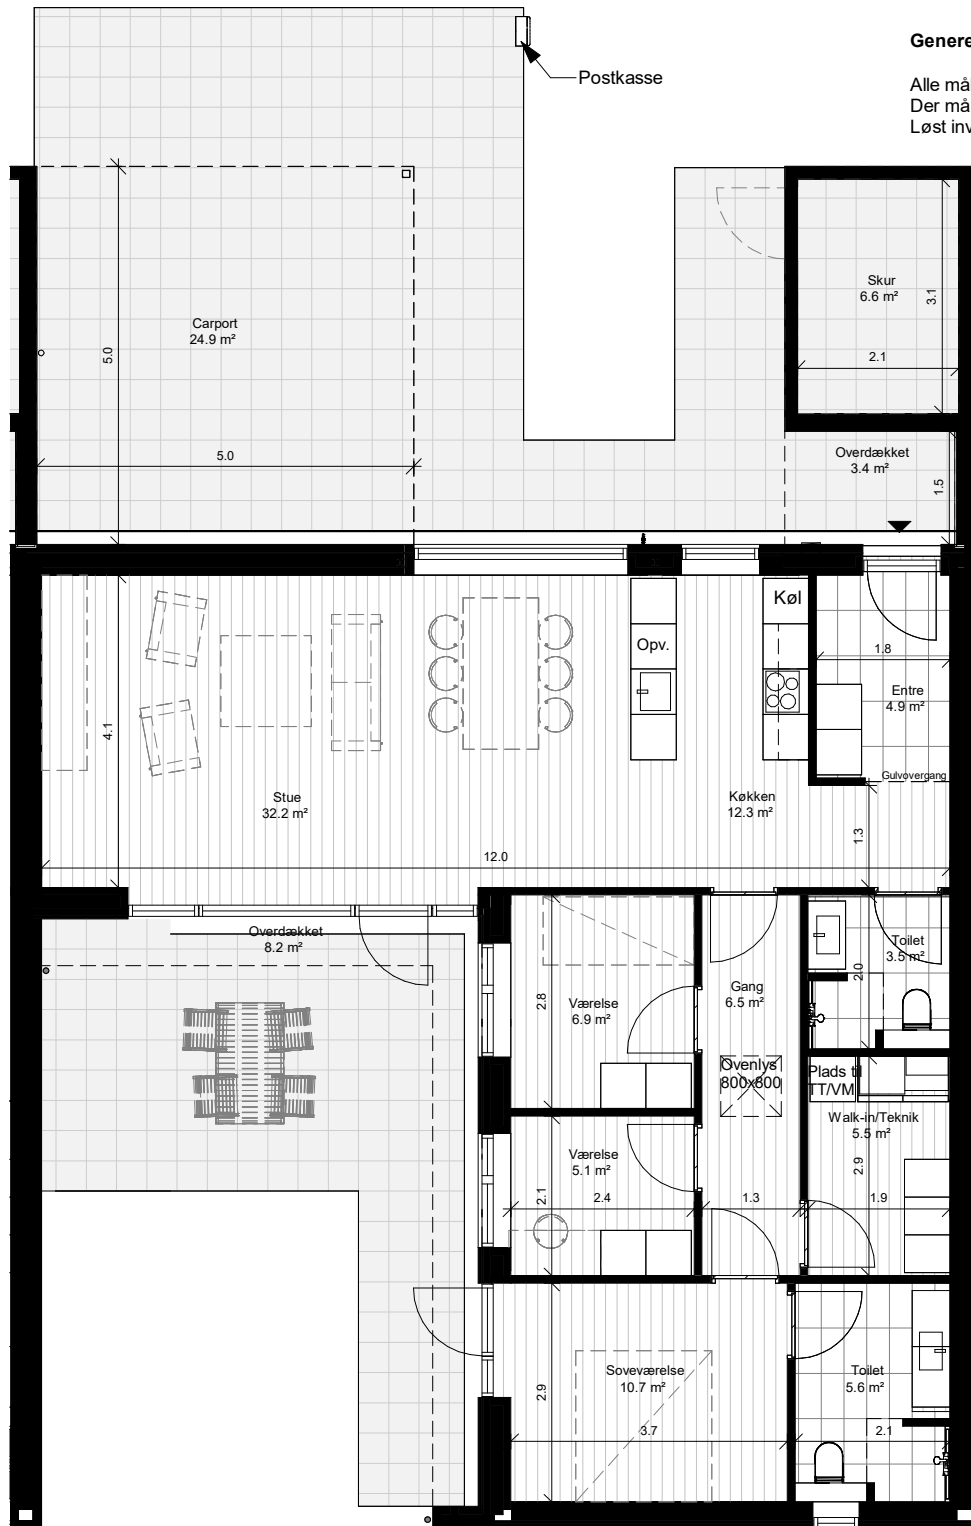 Genere
Alle må
Der må
Løst inv
Postkasse
Skur
6.6 m²
3.1
2.1
Carport
24.9 m²
5.0
5.0
Overdækket
3.4 m²
1.5
Køl
Opv.
1.8
Entre
4.9 m²
4.1
Gulvovergang
Stue
32.2 m²
Køkken
12.3 m²
1.3
12.0
Overdækket
8.2 m²
Toilet
3.5 m²
2.0
Gang
6.5 m²
2.8
Værelse
6.9 m²
Ovenlys
800x800
Plads til
TT/VM
Walk-in/Teknik
5.5 m²
2.9
Værelse
5.1 m²
2.1
2.4
1.3
1.9
Soveværelse
10.7 m²
2.9
Toilet
5.6 m²
3.7
2.1